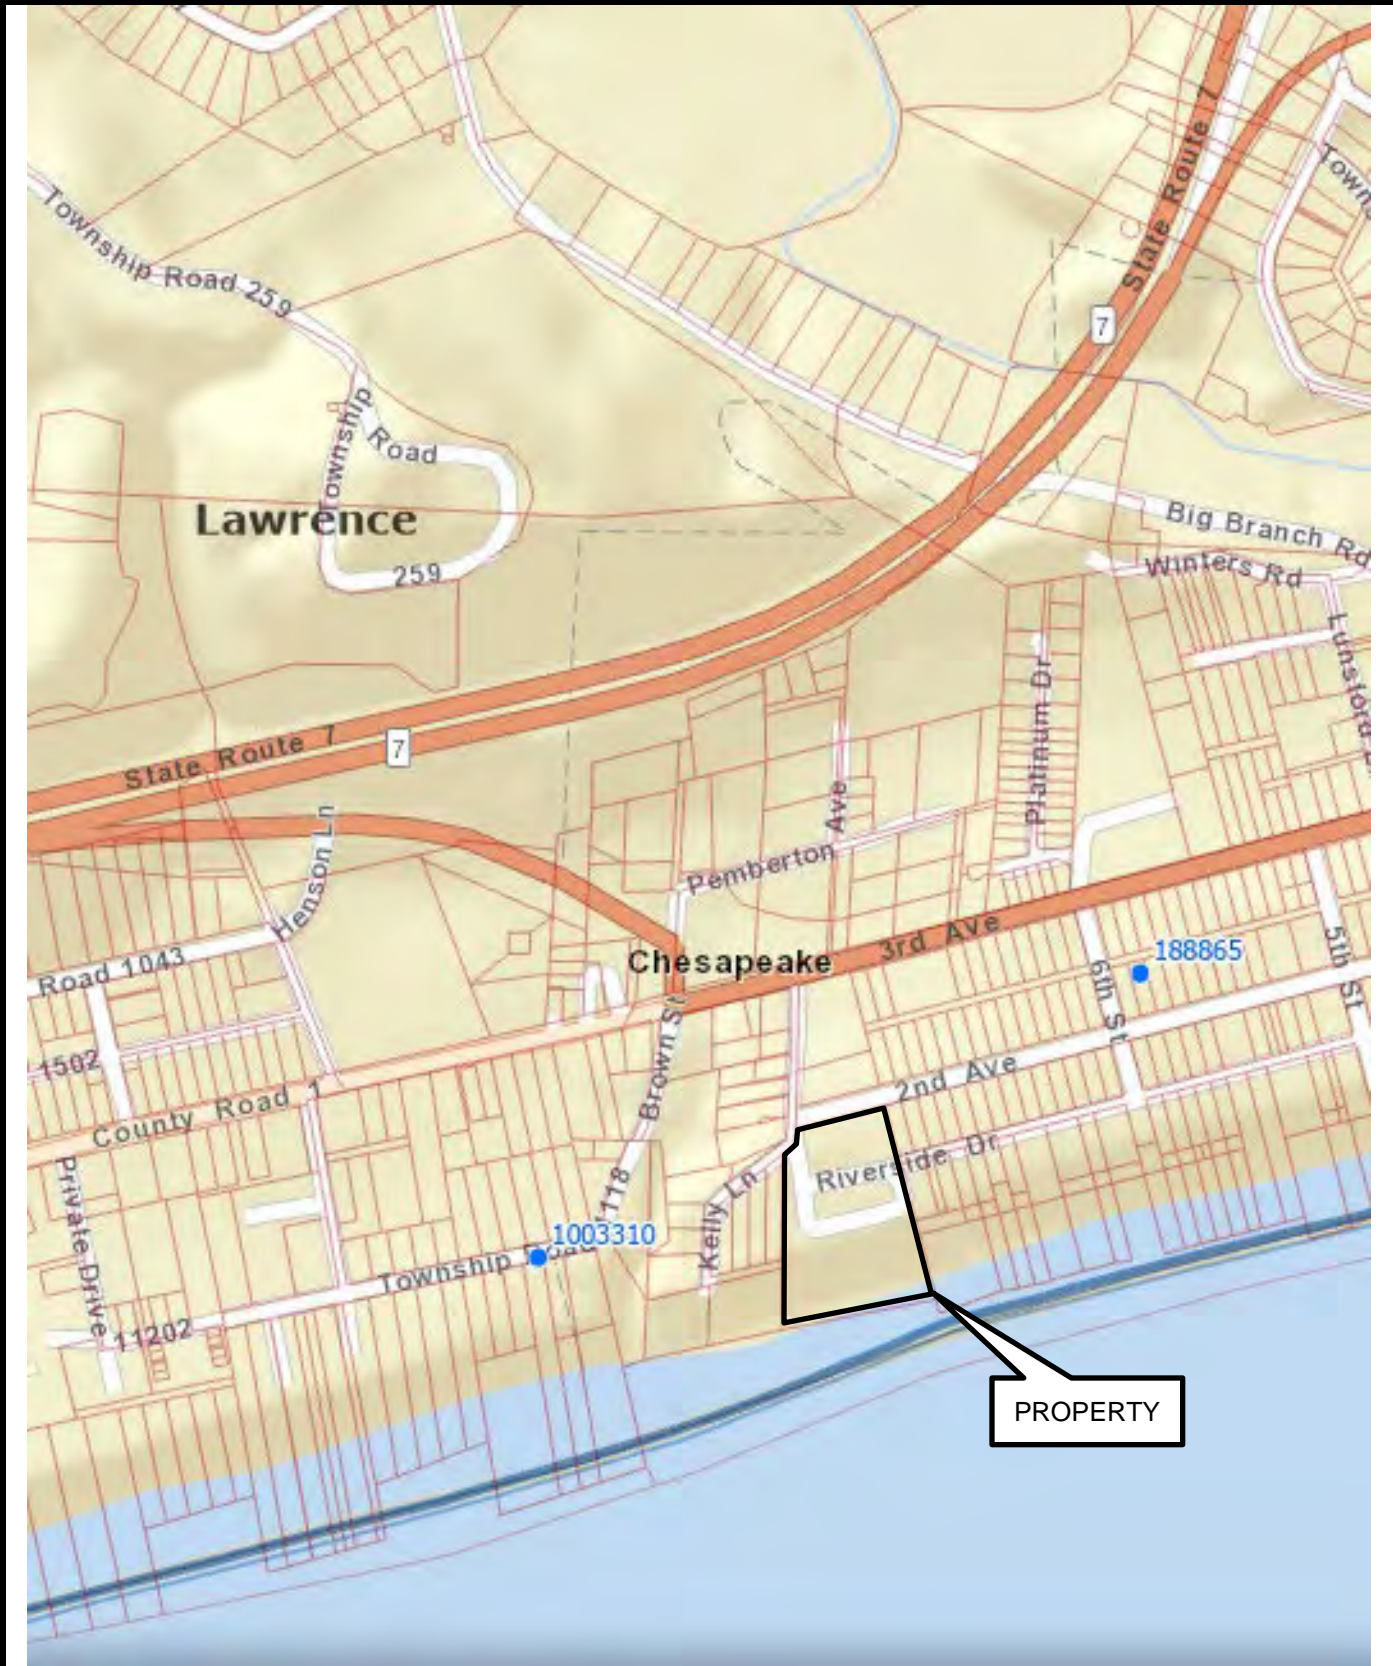 State Route 7
7
Towns
Township Road 259
Township
Road
Lawrence
259
Big Branch Rd
Winters Rd
Lunsford
Platinum Dr
State Route 7
7
Henson Ln
Ave
Pemberton
Chesapeake
3rd Ave
188865
5th St
6th St
Road 1043
1502
Brown St
2nd Ave
County Road 1
Riverside Dr
Kelly Ln
Private Drive
118
1003310
Township Road
11202
PROPERTY